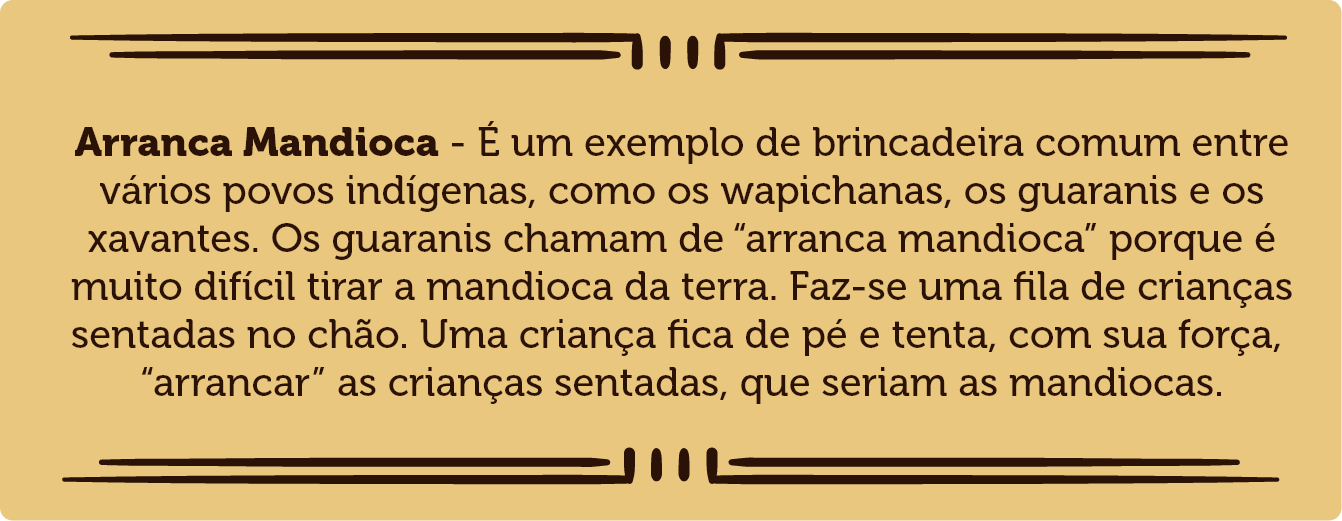 Arranca Mandioca - É um exemplo de brincadeira comum entre
vários povos indígenas, como os wapichanas, os guaranis e os
xavantes. Os guaranis chamam de “arranca mandioca” porque é
muito difícil tirar a mandioca da terra. Faz-se uma fila de crianças
sentadas no chão. Uma criança fica de pé e tenta, com sua força,
“arrancar” as crianças sentadas, que seriam as mandiocas.